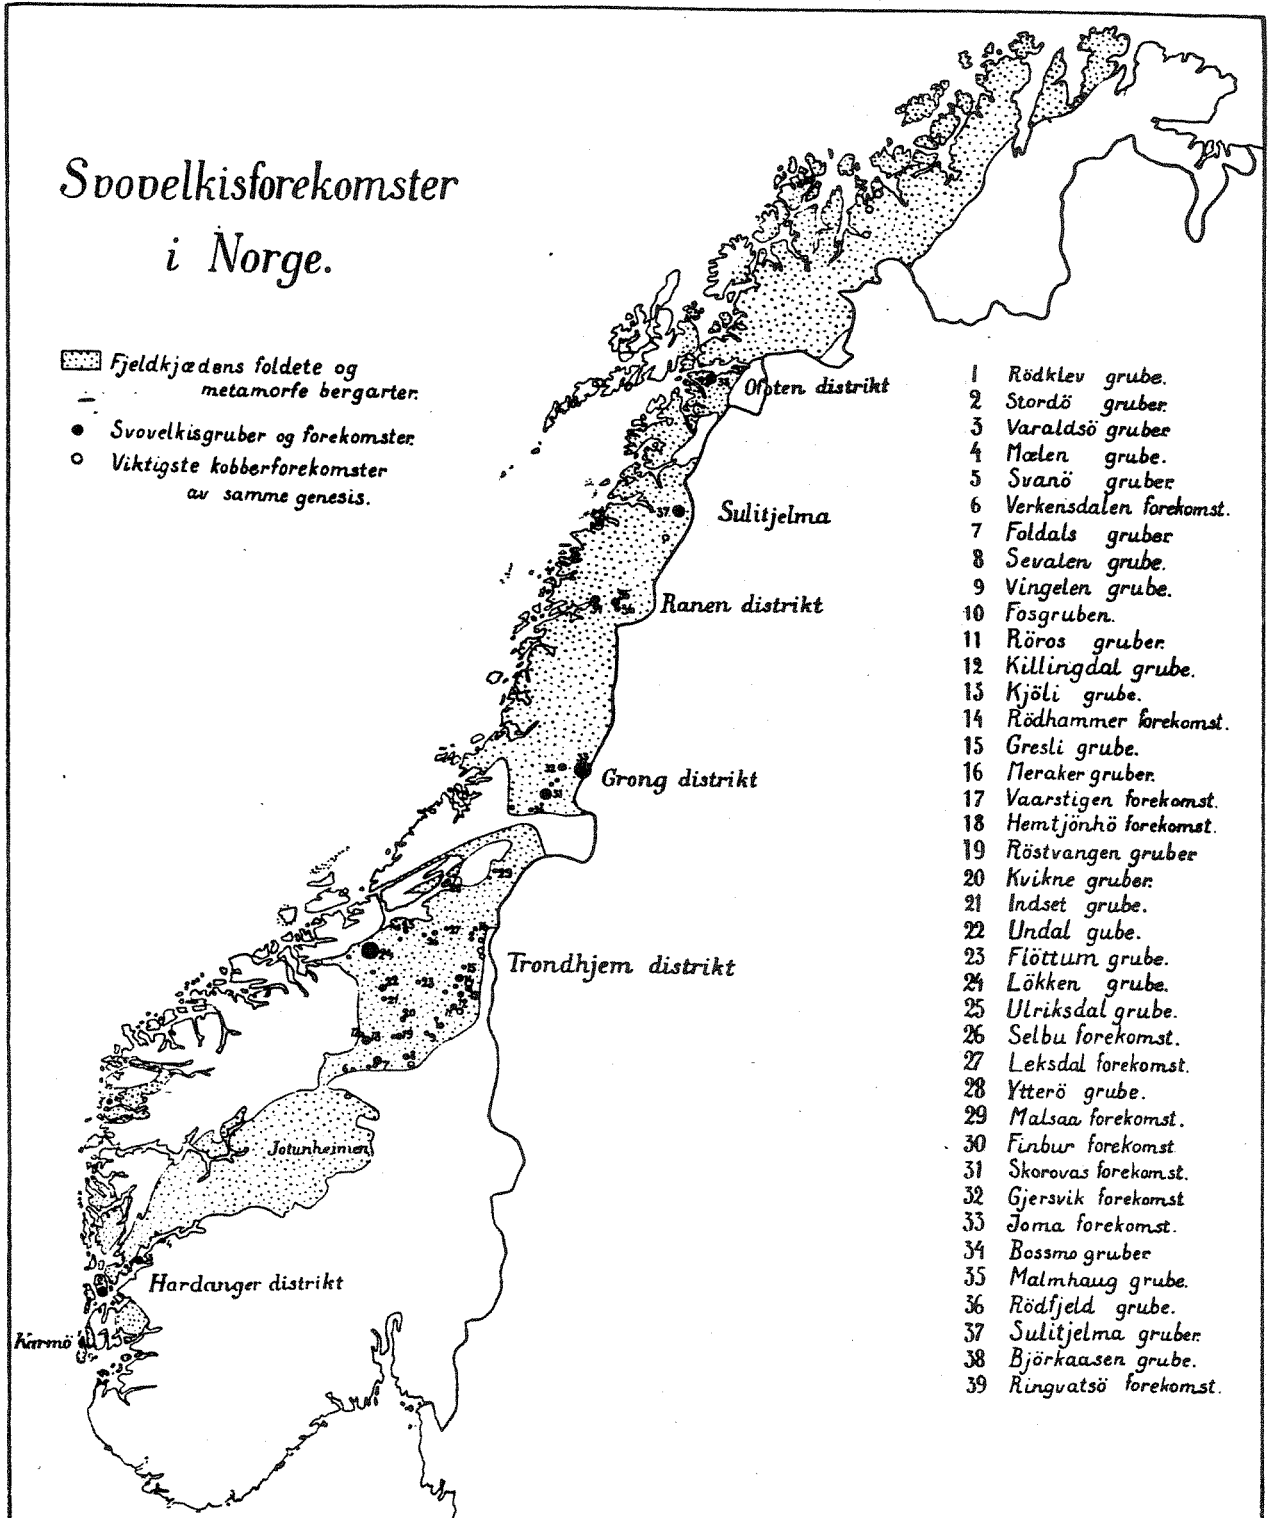 Svovelkisforekomster
i Norge.
Fjeldkjædens foldete og
metamorfe bergarter.
Svovelkisgruber og forekomster.
Viktigste kobberforekomster
av samme genesis.
Ofoten distrikt
Sulitjelma
Ranen distrikt
Grong distrikt
Trondhjem distrikt
Jotunheimen
Hardanger distrikt
Karmö
1 Rödklev grube.
2 Stordö gruber.
3 Varaldsö gruber
4 Mælen grube.
5 Svanö gruber.
6 Verkensdalen forekomst.
7 Foldals gruber
8 Sevalen grube.
9 Vingelen grube.
10 Fosgruben.
11 Röros gruber.
12 Killingdal grube.
13 Kjöli grube.
14 Rödhammer forekomst.
15 Gresli grube.
16 Meraker gruber.
17 Vaarstigen forekomst.
18 Hemtjönhö forekomst.
19 Röstvangen gruber
20 Kvikne gruber.
21 Indset grube.
22 Undal gube.
23 Flöttum grube.
24 Lökken grube.
25 Ulriksdal grube.
26 Selbu forekomst.
27 Leksdal forekomst.
28 Ytterö grube.
29 Malsaa forekomst.
30 Finbur forekomst
31 Skorovas forekomst.
32 Gjersvik forekomst
33 Joma forekomst.
34 Bossmo gruber
35 Malmhaug grube.
36 Rödfjeld grube.
37 Sulitjelma gruber.
38 Björkaasen grube.
39 Ringvatsö forekomst.